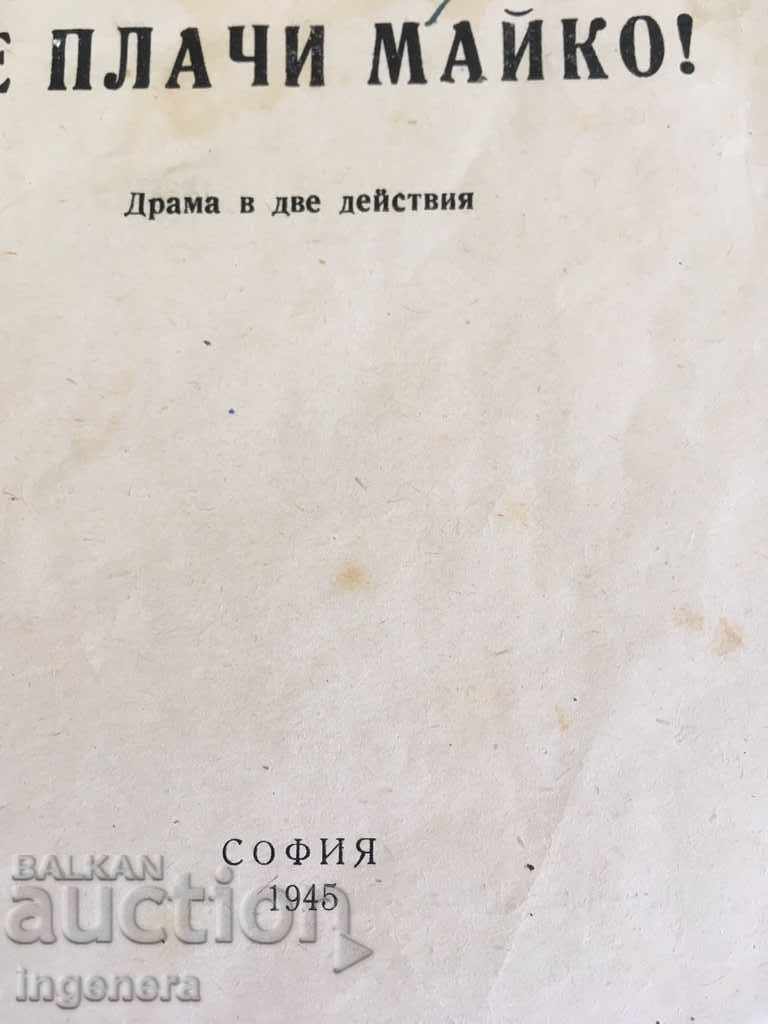 Е ПЛАЧИ МАЙКО!
Драма в две действия
СОФИЯ
1945
BALKAN
auction
ingenera